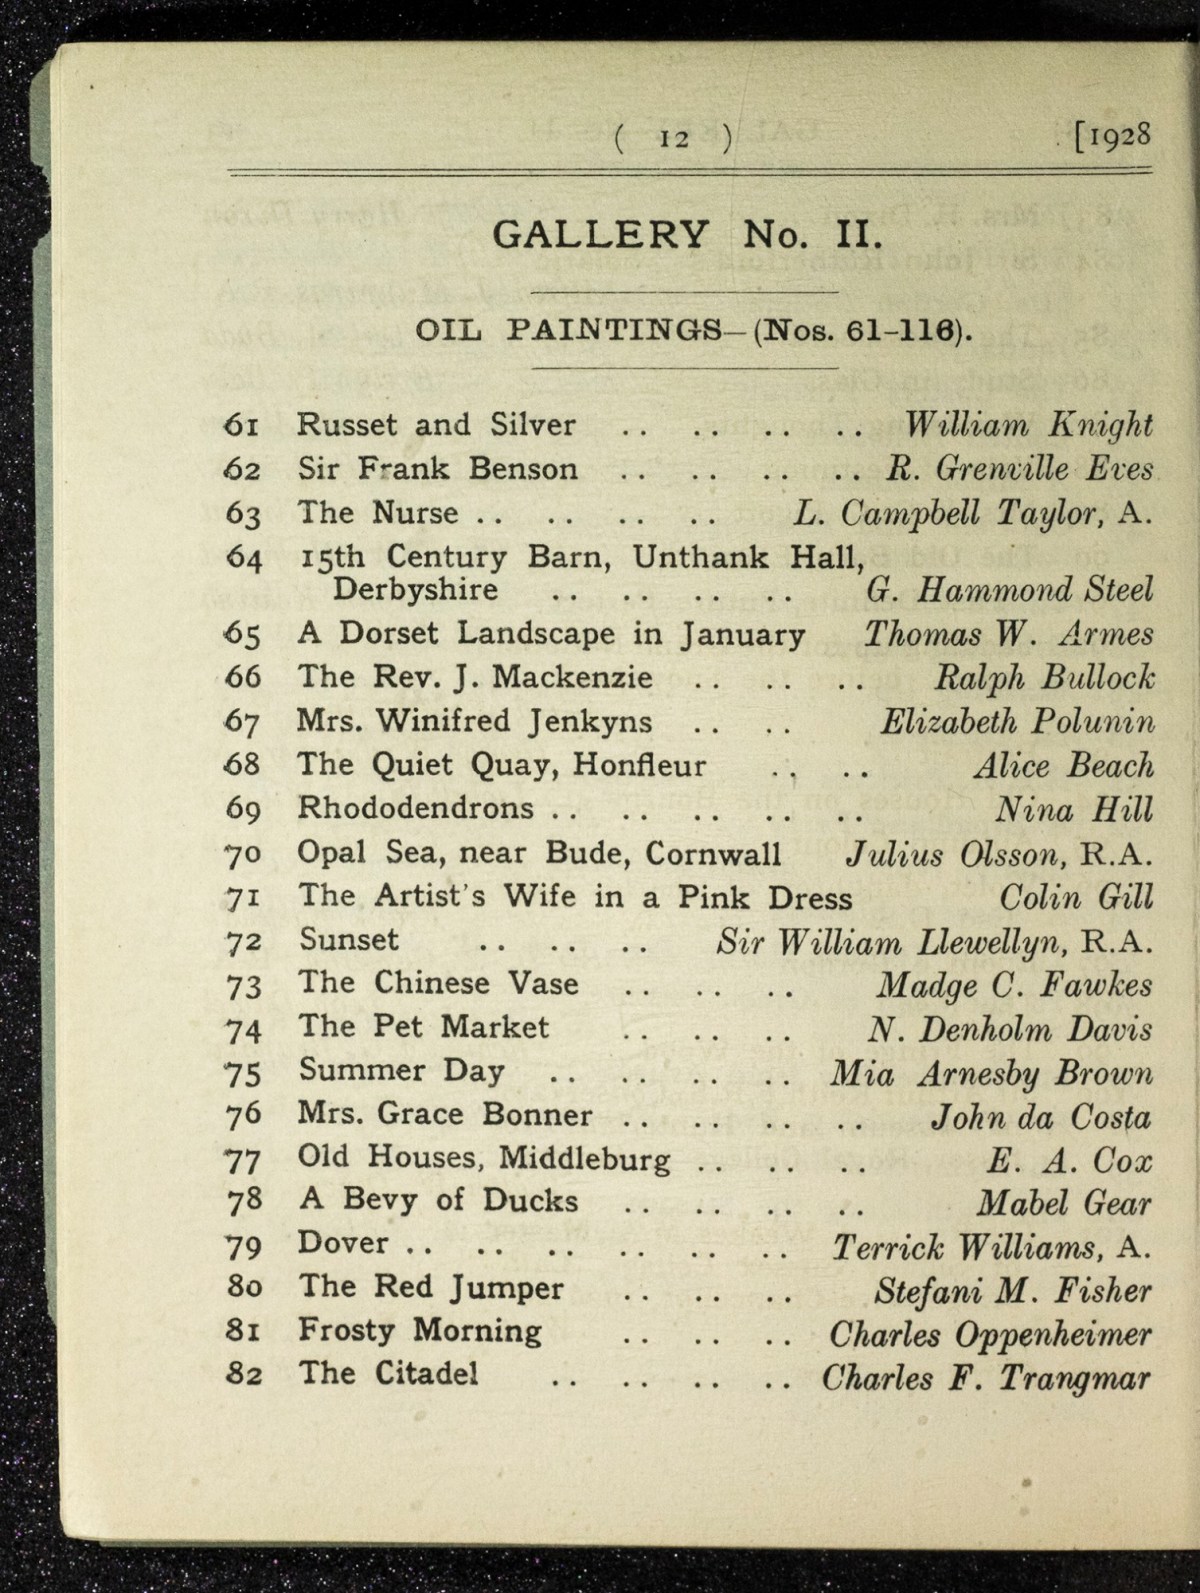 ( 12 ) [1928
GALLERY No. II.
OIL PAINTINGS—(Nos. 61-116).
61 Russet and Silver .. .. .. .. William Knight
62 Sir Frank Benson .. .. .. .. R. Grenville Eves
63 The Nurse .. .. .. .. L. Campbell Taylor, A.
64 15th Century Barn, Unthank Hall,
Derbyshire .. .. .. .. G. Hammond Steel
65 A Dorset Landscape in January Thomas W. Armes
66 The Rev. J. Mackenzie .. .. .. Ralph Bullock
67 Mrs. Winifred Jenkyns .. .. Elizabeth Polunin
68 The Quiet Quay, Honfleur .. .. Alice Beach
69 Rhododendrons .. .. .. .. .. Nina Hill
70 Opal Sea, near Bude, Cornwall Julius Olsson, R.A.
71 The Artist's Wife in a Pink Dress Colin Gill
72 Sunset .. .. .. Sir William Llewellyn, R.A.
73 The Chinese Vase .. .. .. Madge C. Fawkes
74 The Pet Market .. .. .. N. Denholm Davis
75 Summer Day .. .. .. .. Mia Arnesby Brown
76 Mrs. Grace Bonner .. .. .. .. John da Costa
77 Old Houses, Middleburg .. .. .. E. A. Cox
78 A Bevy of Ducks .. .. .. .. Mabel Gear
79 Dover .. .. .. .. .. .. Terrick Williams, A.
80 The Red Jumper .. .. .. Stefani M. Fisher
81 Frosty Morning .. .. .. Charles Oppenheimer
82 The Citadel .. .. .. .. Charles F. Trangmar